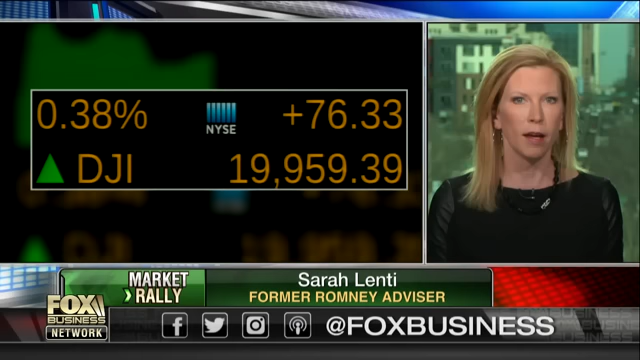 0.38% NYSE +76.33
DJI 19,959.39
MARKET RALLY
Sarah Lenti
FORMER ROMNEY ADVISER
FOX BUSINESS NETWORK
@FOXBUSINESS